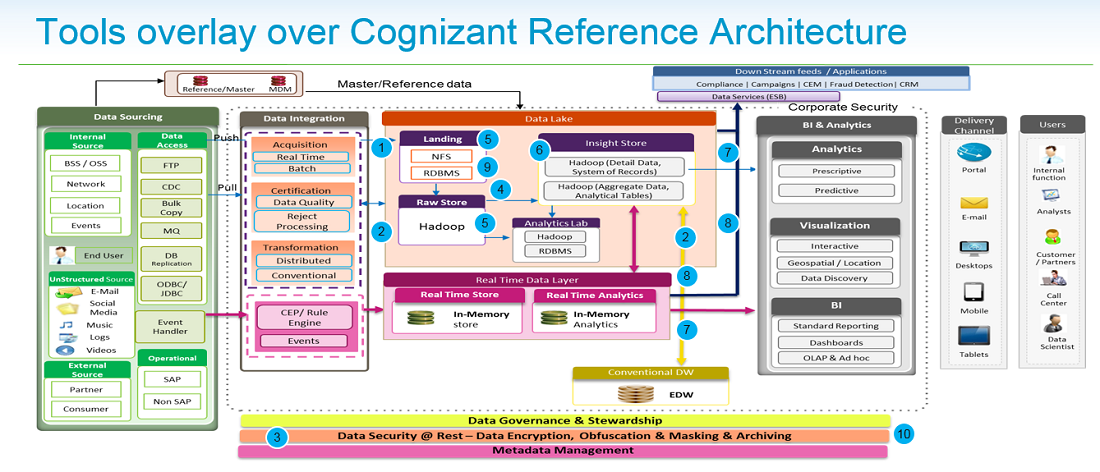 Tools overlay over Cognizant Reference Architecture
Reference/Master
MDM
Master/Reference data
Down Stream feeds / Applications
Compliance | Campaigns | CEM | Fraud Detection | CRM
Data Services (ESB)
Corporate Security
Data Sourcing
Internal
Source
BSS / OSS
Network
Location
Events
End User
UnStructured Source
E-Mail
Social
Media
Music
Logs
Videos
External
Source
Partner
Consumer
Data
Access
FTP
CDC
Bulk
Copy
MQ
DB
Replication
ODBC/
JDBC
Event
Handler
Operational
SAP
Non SAP
Push
Pull
Data Integration
Acquisition
Real Time
Batch
Certification
Data Quality
Reject
Processing
Transformation
Distributed
Conventional
CEP/ Rule
Engine
Events
1
2
Data Lake
Landing
5
NFS
RDBMS
9
4
Raw Store
Hadoop
5
6
Insight Store
Hadoop (Detail Data,
System of Records)
Hadoop (Aggregate Data,
Analytical Tables)
Analytics Lab
Hadoop
RDBMS
2
8
7
7
8
Real Time Data Layer
Real Time Store
In-Memory
store
Real Time Analytics
In-Memory
Analytics
Conventional DW
EDW
BI & Analytics
Analytics
Prescriptive
Predictive
Visualization
Interactive
Geospatial / Location
Data Discovery
BI
Standard Reporting
Dashboards
OLAP & Ad hoc
Delivery
Channel
Portal
E-mail
Desktops
Mobile
Tablets
Users
Internal
function
Analysts
Customer
/ Partners
Call
Center
Data
Scientist
Data Governance & Stewardship
3
Data Security @ Rest – Data Encryption, Obfuscation & Masking & Archiving
10
Metadata Management